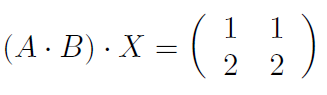 (A · B) · X = ( 1 1
2 2 )